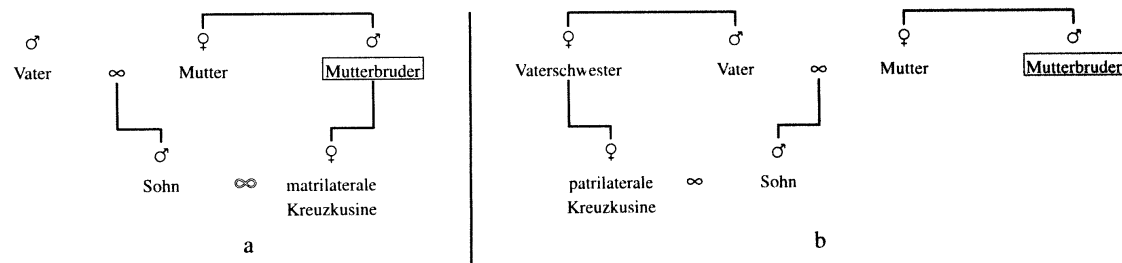 ♂ ♀ ♂
Vater ∞ Mutter Mutterbruder
♂ ♀
Sohn ∞ matrilaterale
Kreuzkusine
a
♀ ♂ ♀ ♂
Vaterschwester Vater ∞ Mutter Mutterbruder
♀ ♂
patrilaterale ∞ Sohn
Kreuzkusine
b